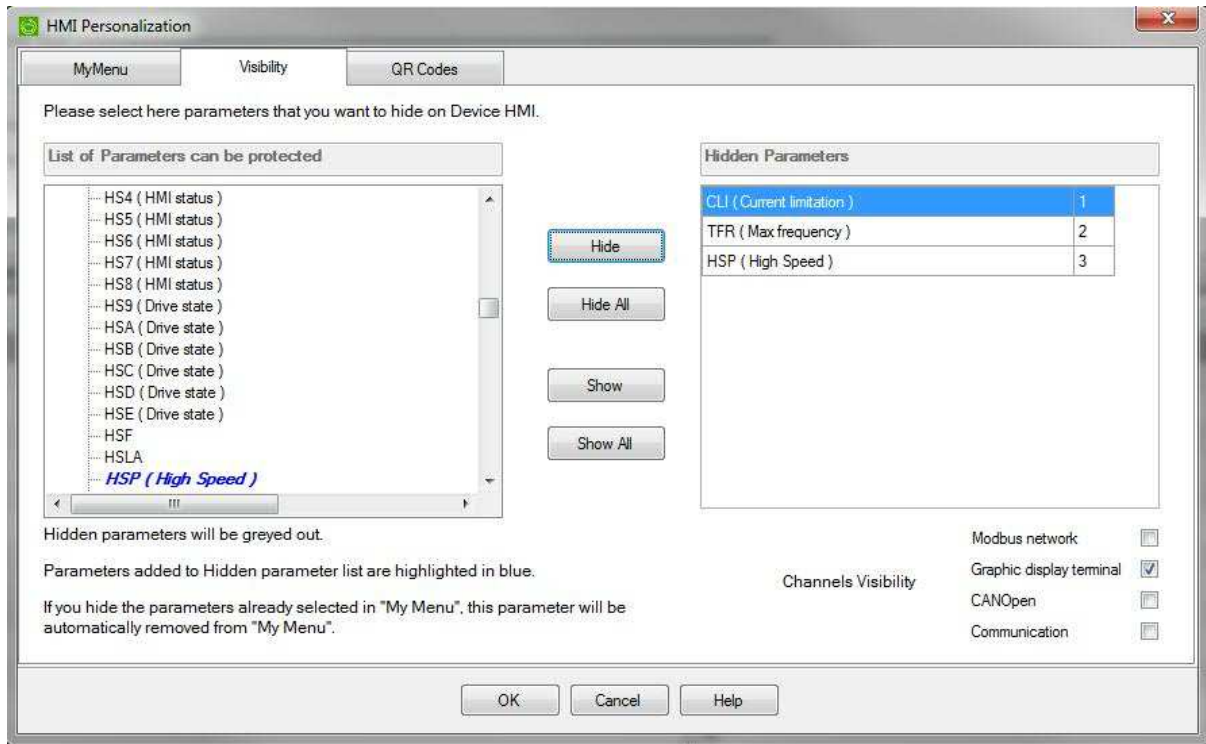 HMI Personalization
MyMenu
Visibility
QR Codes
Please select here parameters that you want to hide on Device HMI.
List of Parameters can be protected
HS4 ( HMI status )
HS5 ( HMI status )
HS6 ( HMI status )
HS7 ( HMI status )
HS8 ( HMI status )
HS9 ( Drive state )
HSA ( Drive state )
HSB ( Drive state )
HSC ( Drive state )
HSD ( Drive state )
HSE ( Drive state )
HSF
HSLA
HSP ( High Speed )
Hide
Hide All
Show
Show All
Hidden Parameters
CLI ( Current limitation ) 1
TFR ( Max frequency ) 2
HSP ( High Speed ) 3
Hidden parameters will be greyed out.
Parameters added to Hidden parameter list are highlighted in blue.
If you hide the parameters already selected in "My Menu", this parameter will be
automatically removed from "My Menu".
Channels Visibility
Modbus network
Graphic display terminal
CANOpen
Communication
OK
Cancel
Help